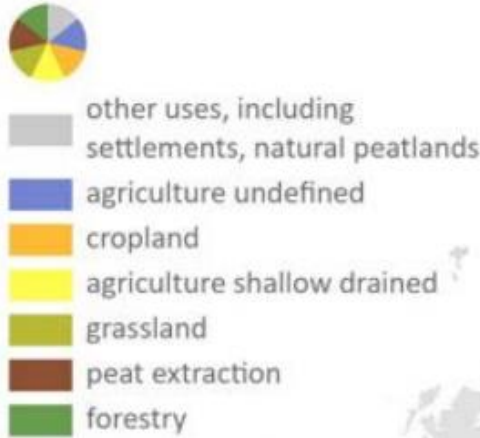 other uses, including
settlements, natural peatlands
agriculture undefined
cropland
agriculture shallow drained
grassland
peat extraction
forestry